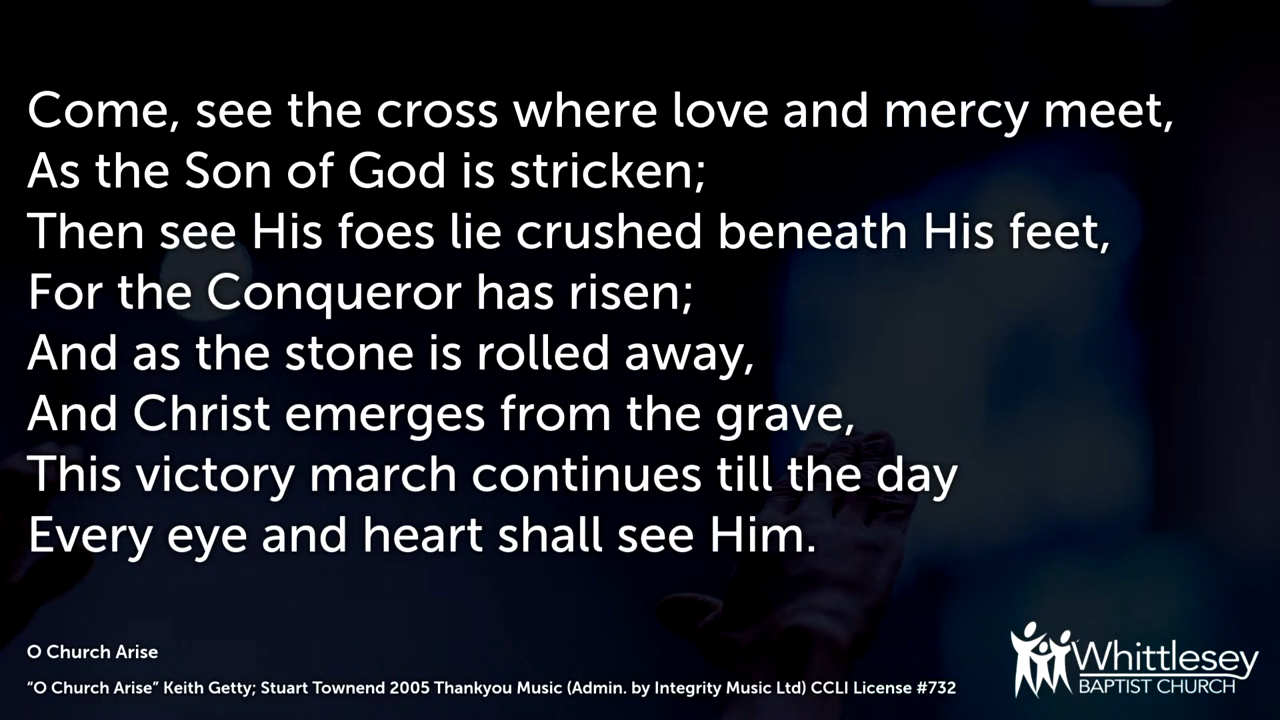 Come, see the cross where love and mercy meet,
As the Son of God is stricken;
Then see His foes lie crushed beneath His feet,
For the Conqueror has risen;
And as the stone is rolled away,
And Christ emerges from the grave,
This victory march continues till the day
Every eye and heart shall see Him.
O Church Arise
“O Church Arise” Keith Getty; Stuart Townend 2005 Thankyou Music (Admin. by Integrity Music Ltd) CCLI License #732
Whittlesey
BAPTIST CHURCH